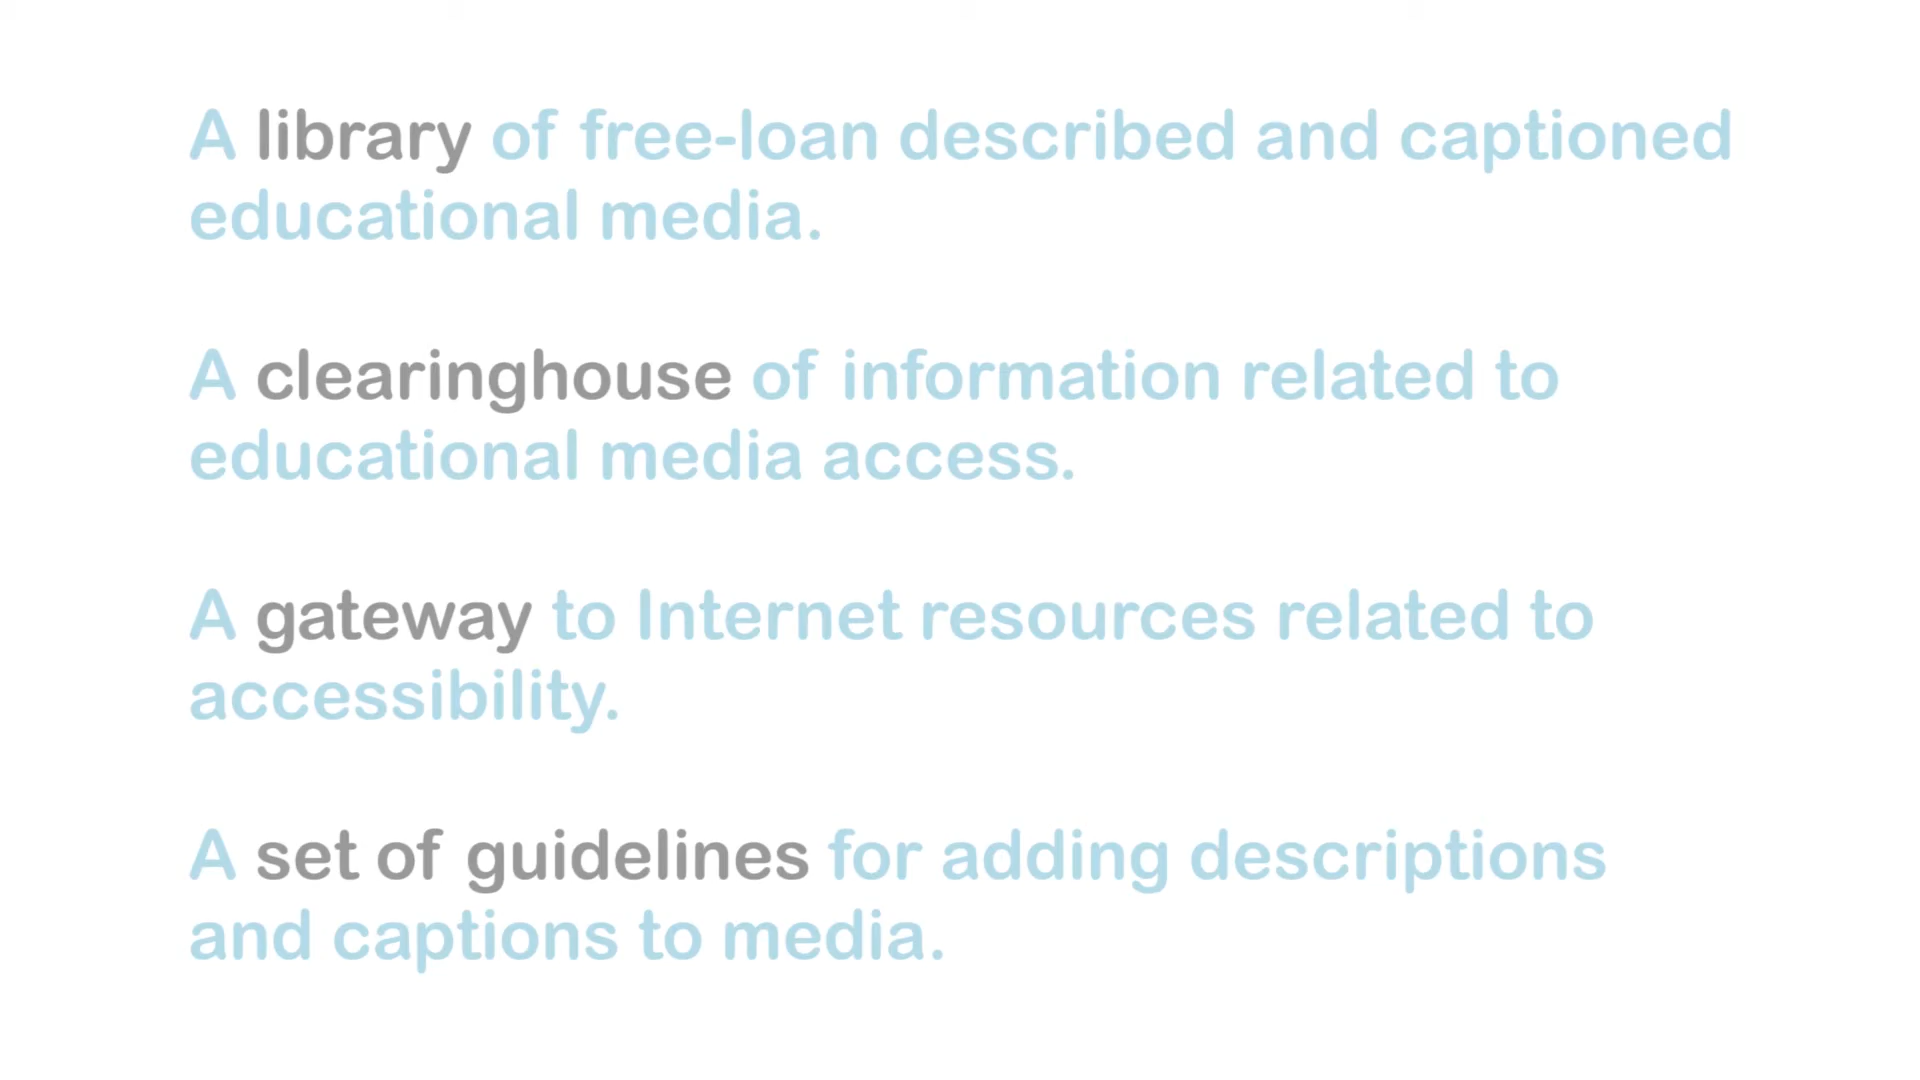 A library of free-loan described and captioned
educational media.
A clearinghouse of information related to
educational media access.
A gateway to Internet resources related to
accessibility.
A set of guidelines for adding descriptions
and captions to media.